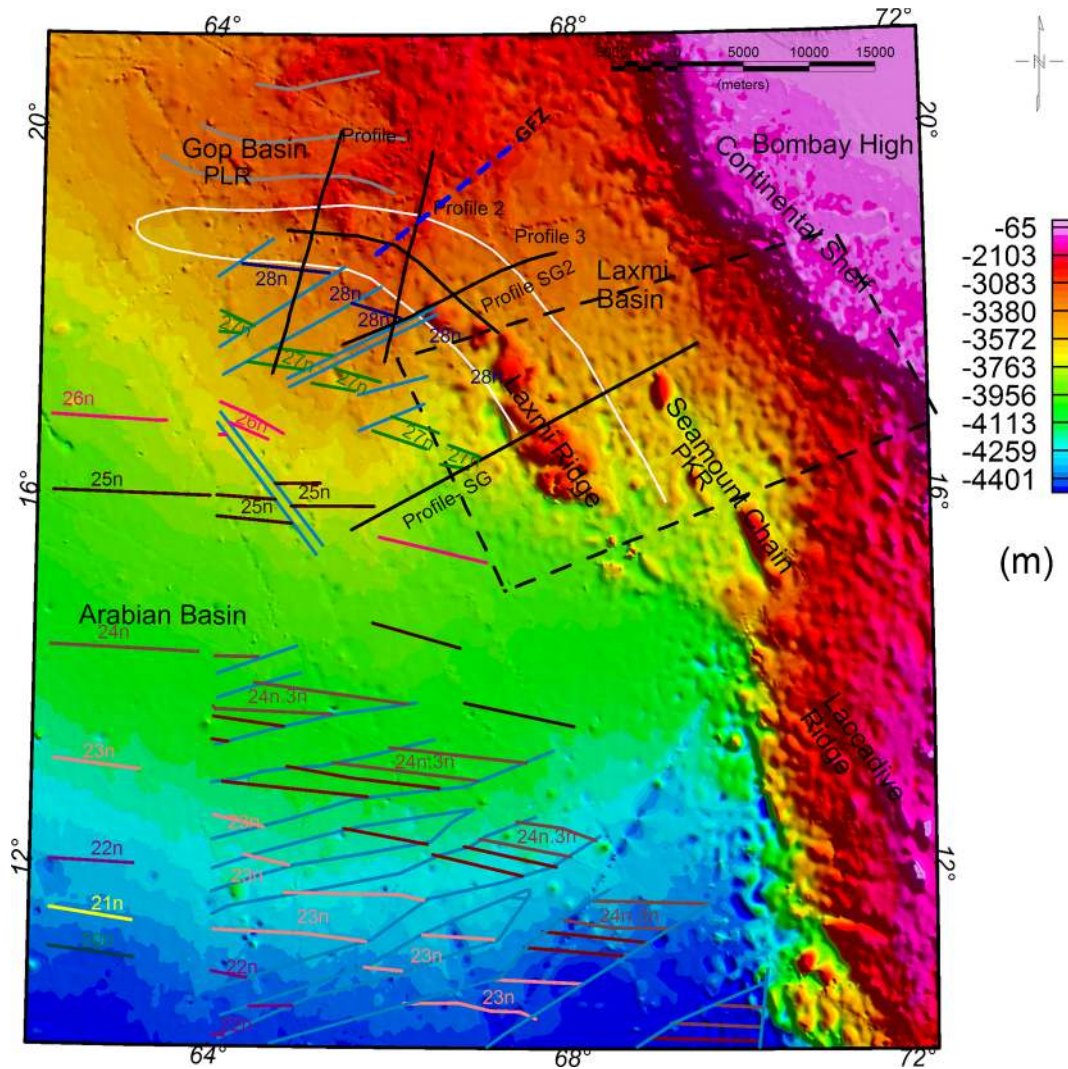 64°
68°
72°
5000 0 5000 10000 15000
(meters)
N
20°
20°
GFZ
Profile 1
Gop Basin
PLR
Bombay High
Continental Shelf
Profile 2
Profile 3
Laxmi
Basin
Profile SG2
28n
28n
28n
28n
28n
27n
27n
27n
27n
27n
26n
26n
25n
25n
25n
16°
16°
Laxmi Ridge
Seamount Chain
PKR
Profile- SG
-65
-2103
-3083
-3380
-3572
-3763
-3956
-4113
-4259
-4401
(m)
Arabian Basin
24n
24n.3n
24n.3n
24n.3n
24n.3n
Laccadive
Ridge
23n
23n
23n
23n
23n
23n
12°
12°
22n
22n
21n
20n
64°
68°
72°